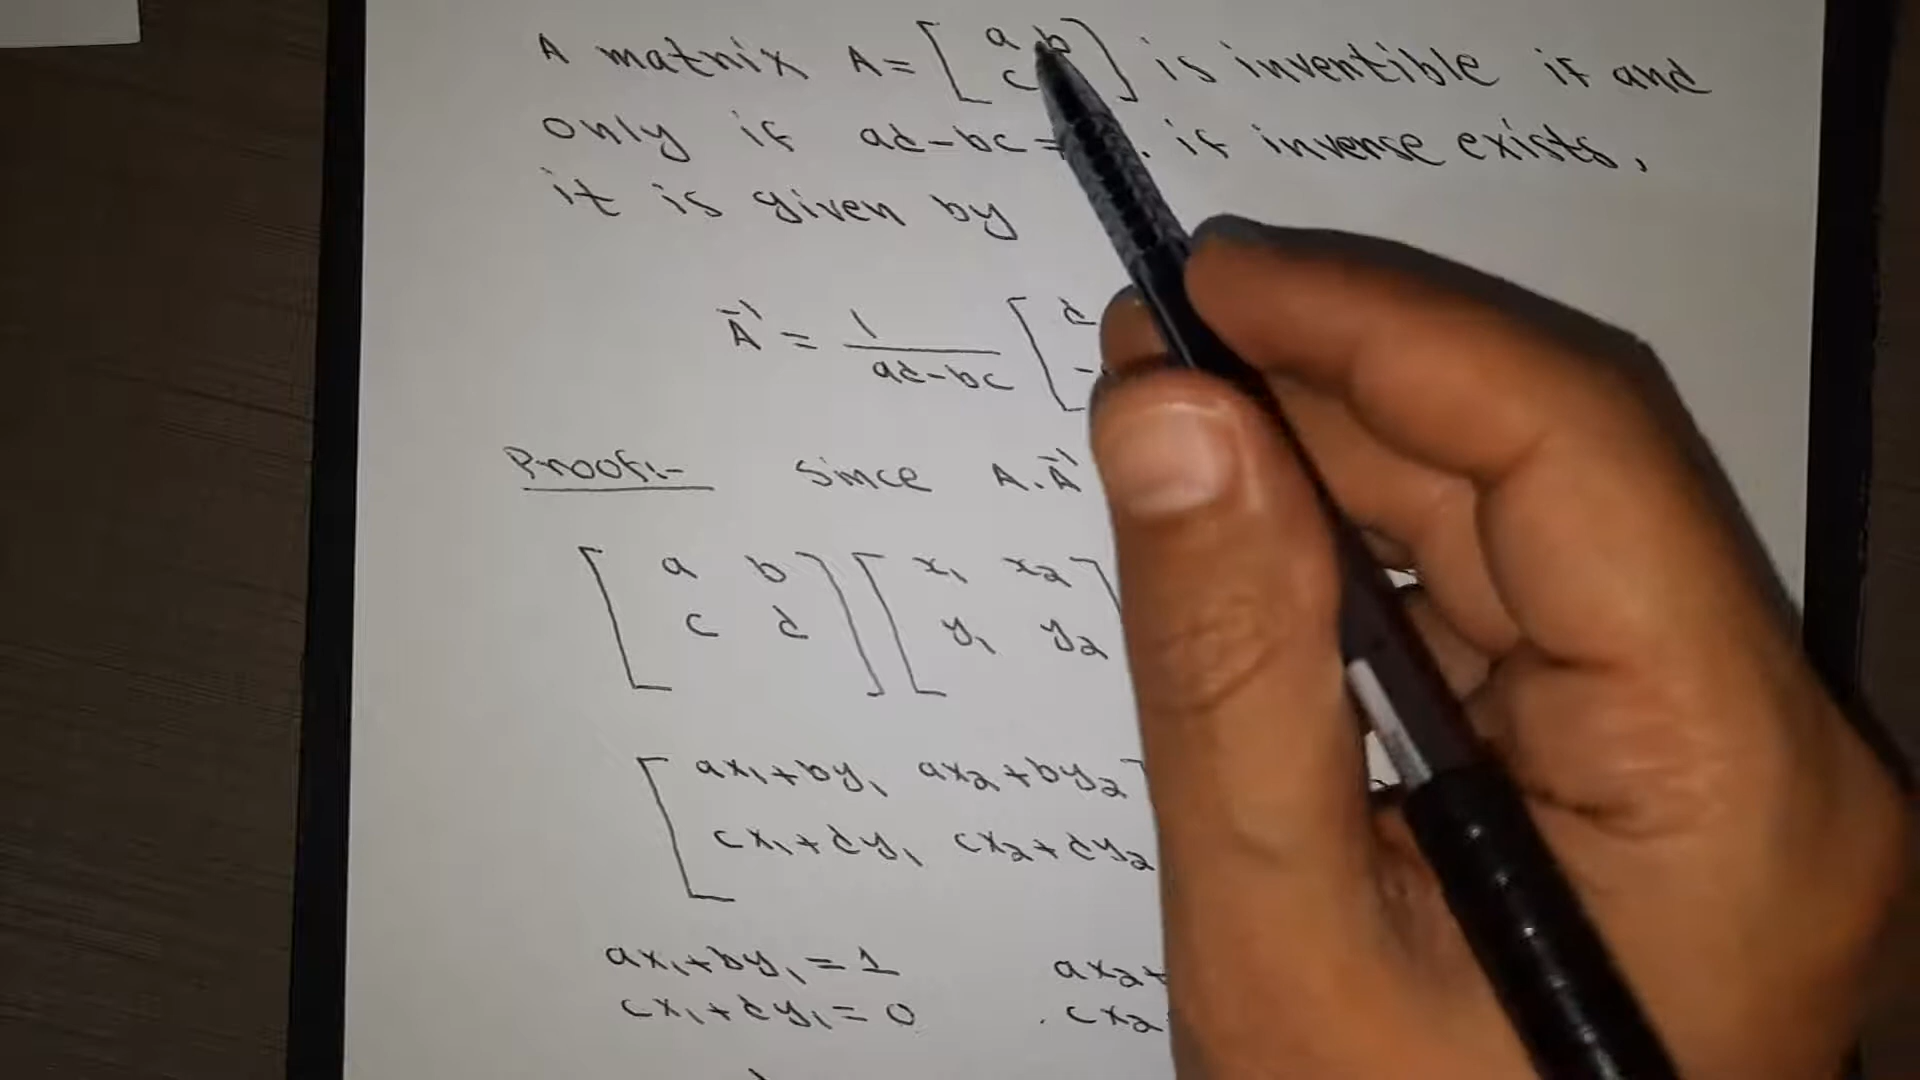 A matrix A = [ a b
c ] is invertible if and
only if ad-bc = . if inverse exists,
it is given by
A⁻¹ = 1/(ad-bc) [ d
-
Proof:- Since A.A⁻¹
[ a b ] [ x₁ x₂ ]
c d y₁ y₂
[ ax₁+by₁ ax₂+by₂ ]
cx₁+dy₁ cx₂+dy₂
ax₁+by₁ = 1 ax₂+
cx₁+dy₁ = 0 . cx₂